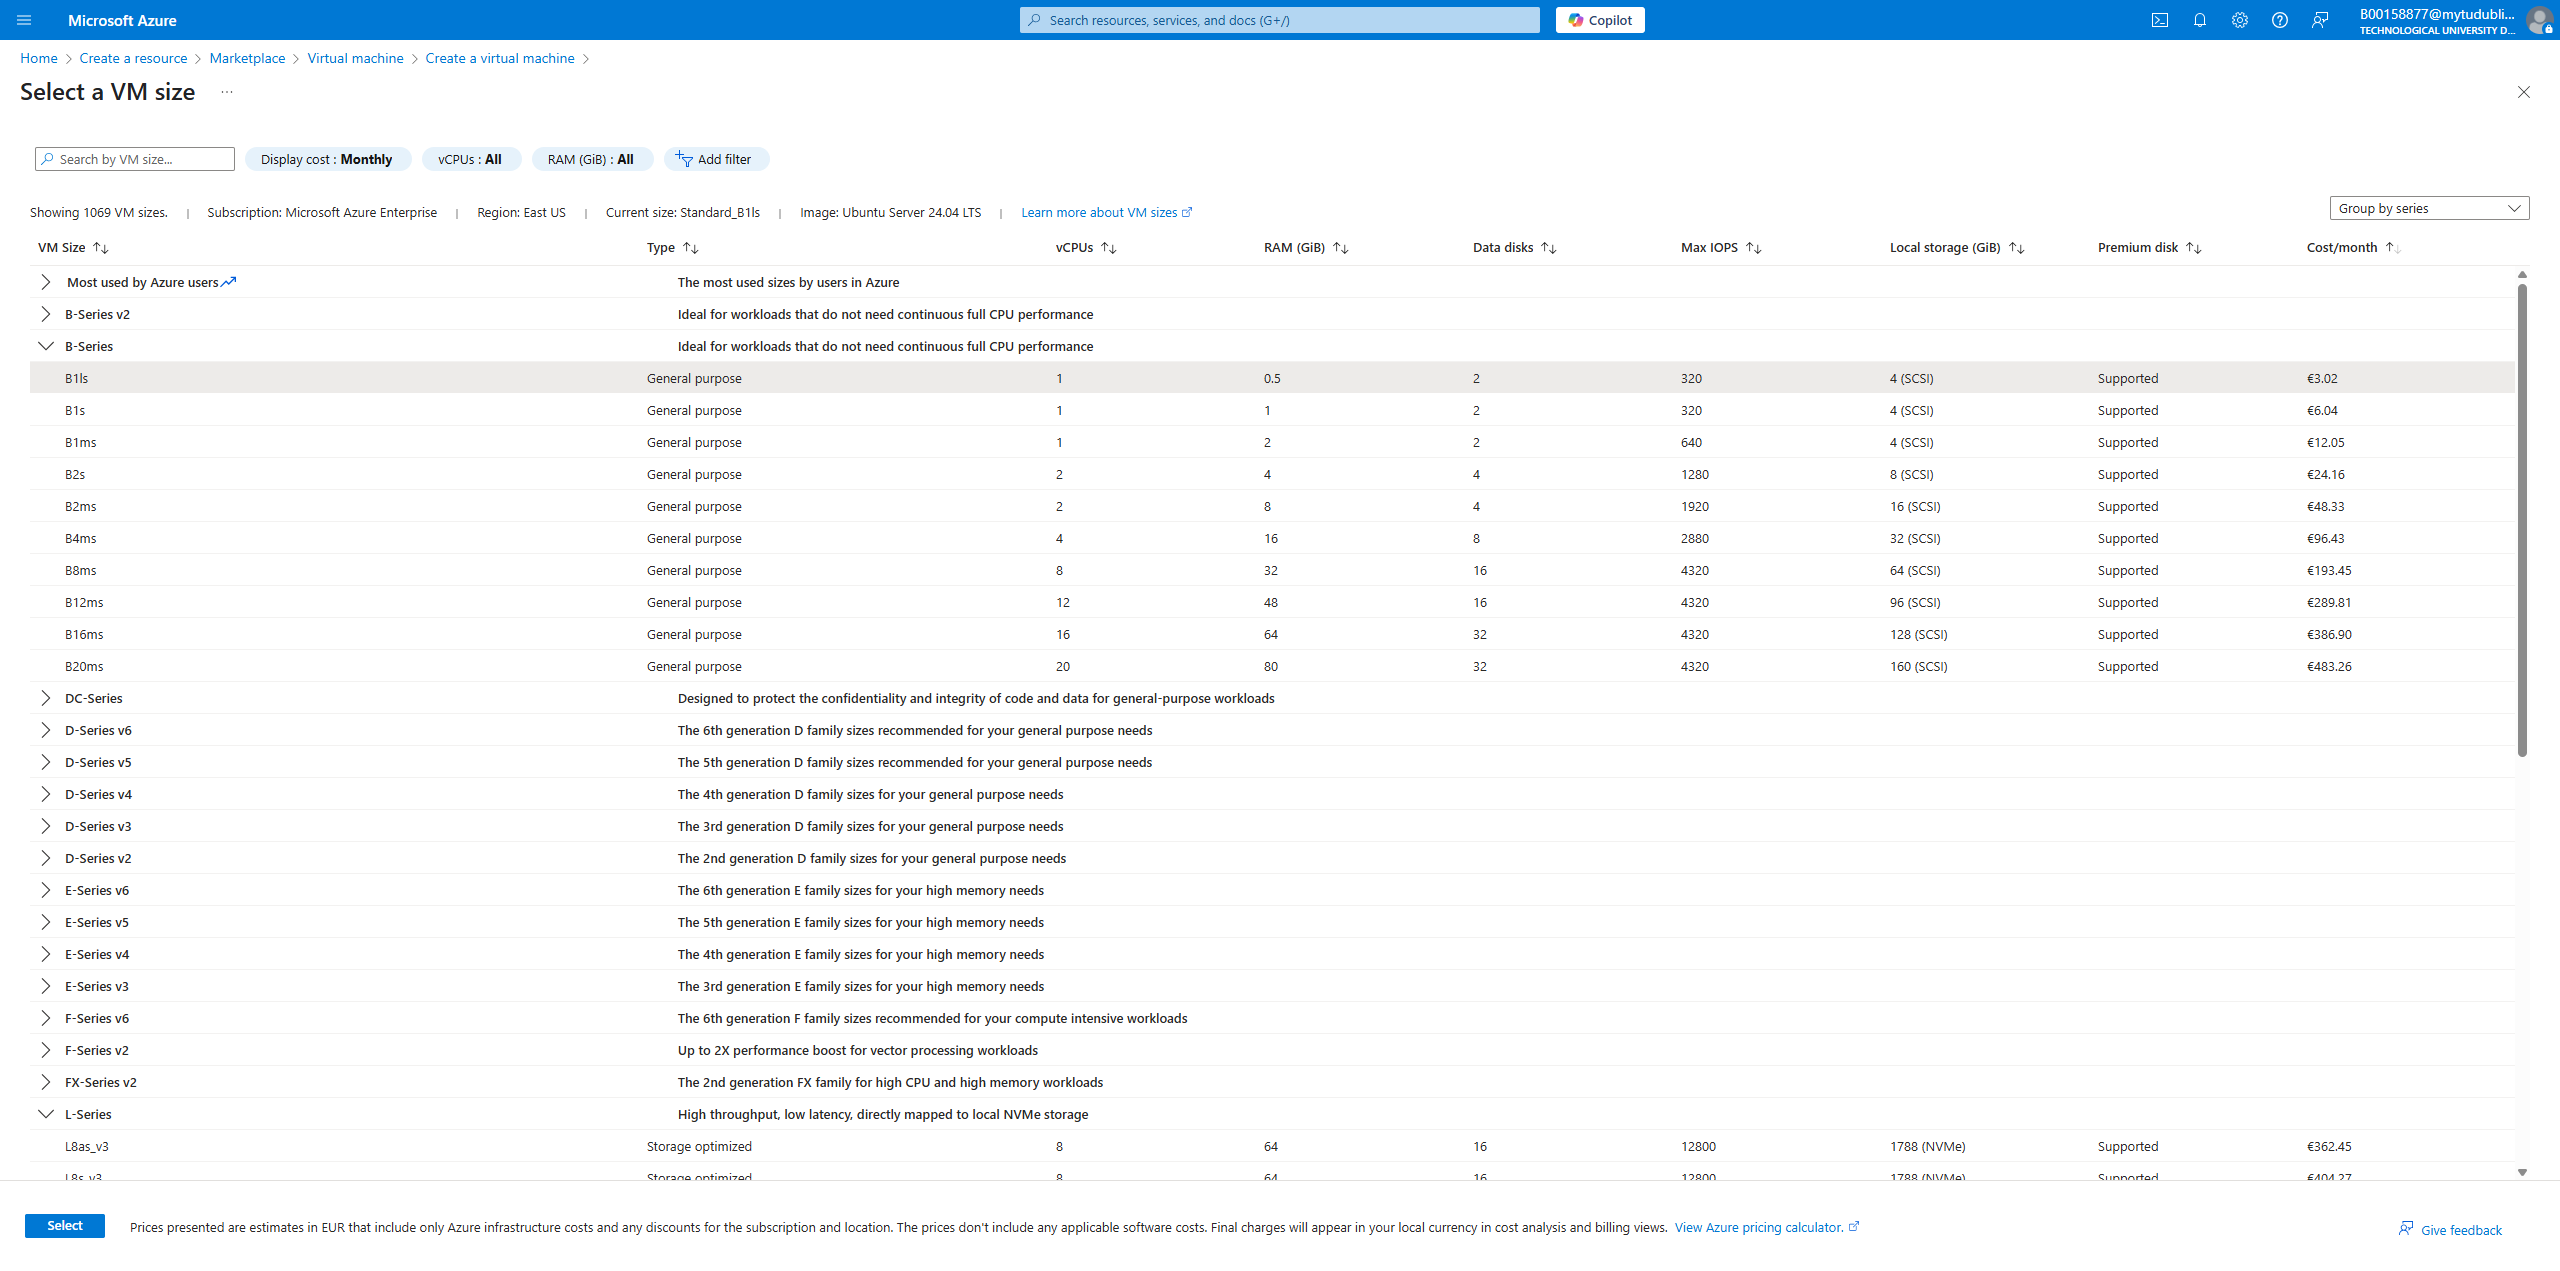 Microsoft Azure
Search resources, services, and docs (G+/)
Copilot
B00158877@mytudubli...
TECHNOLOGICAL UNIVERSITY D...
Home > Create a resource > Marketplace > Virtual machine > Create a virtual machine >
Select a VM size ...
Search by VM size... Display cost : Monthly vCPUs : All RAM (GiB) : All Add filter
Showing 1069 VM sizes. | Subscription: Microsoft Azure Enterprise | Region: East US | Current size: Standard_B1ls | Image: Ubuntu Server 24.04 LTS | Learn more about VM sizes
Group by series
VM Size Type vCPUs RAM (GiB) Data disks Max IOPS Local storage (GiB) Premium disk Cost/month
Most used by Azure users The most used sizes by users in Azure
B-Series v2 Ideal for workloads that do not need continuous full CPU performance
B-Series Ideal for workloads that do not need continuous full CPU performance
B1ls General purpose 1 0.5 2 320 4 (SCSI) Supported €3.02
B1s General purpose 1 1 2 320 4 (SCSI) Supported €6.04
B1ms General purpose 1 2 2 640 4 (SCSI) Supported €12.05
B2s General purpose 2 4 4 1280 8 (SCSI) Supported €24.16
B2ms General purpose 2 8 4 1920 16 (SCSI) Supported €48.33
B4ms General purpose 4 16 8 2880 32 (SCSI) Supported €96.43
B8ms General purpose 8 32 16 4320 64 (SCSI) Supported €193.45
B12ms General purpose 12 48 16 4320 96 (SCSI) Supported €289.81
B16ms General purpose 16 64 32 4320 128 (SCSI) Supported €386.90
B20ms General purpose 20 80 32 4320 160 (SCSI) Supported €483.26
DC-Series Designed to protect the confidentiality and integrity of code and data for general-purpose workloads
D-Series v6 The 6th generation D family sizes recommended for your general purpose needs
D-Series v5 The 5th generation D family sizes recommended for your general purpose needs
D-Series v4 The 4th generation D family sizes for your general purpose needs
D-Series v3 The 3rd generation D family sizes for your general purpose needs
D-Series v2 The 2nd generation D family sizes for your general purpose needs
E-Series v6 The 6th generation E family sizes for your high memory needs
E-Series v5 The 5th generation E family sizes for your high memory needs
E-Series v4 The 4th generation E family sizes for your high memory needs
E-Series v3 The 3rd generation E family sizes for your high memory needs
F-Series v6 The 6th generation F family sizes recommended for your compute intensive workloads
F-Series v2 Up to 2X performance boost for vector processing workloads
FX-Series v2 The 2nd generation FX family for high CPU and high memory workloads
L-Series High throughput, low latency, directly mapped to local NVMe storage
L8as_v3 Storage optimized 8 64 16 12800 1788 (NVMe) Supported €362.45
L8s_v3 Storage optimized 8 64 16 12800 1788 (NVMe) Supported €404.27
Select Prices presented are estimates in EUR that include only Azure infrastructure costs and any discounts for the subscription and location. The prices don't include any applicable software costs. Final charges will appear in your local currency in cost analysis and billing views. View Azure pricing calculator.
Give feedback